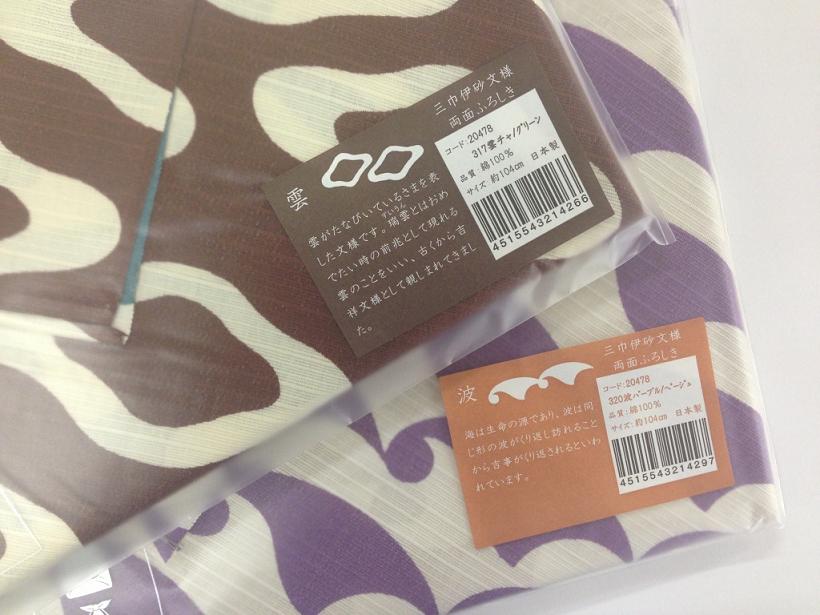 三巾伊砂文様
両面ふろしき
コード:20478
317雲チャ/グリーン
品質:綿100%
サイズ:約104cm 日本製
4515543214266
雲
雲がたなびいているさまを表
した文様です。瑞雲とはおめ
ずいうん
でたい時の前兆として現れる
雲のことをいい、古くから吉
祥文様として親しまれてきまし
た。
三巾伊砂文様
両面ふろしき
コード:20478
320波パープル/ベージュ
品質:綿100%
サイズ:約104cm 日本製
4515543214297
波
海は生命の源であり、波は同
じ形の波がくり返し訪れること
から吉事がくり返されるといわ
れています。